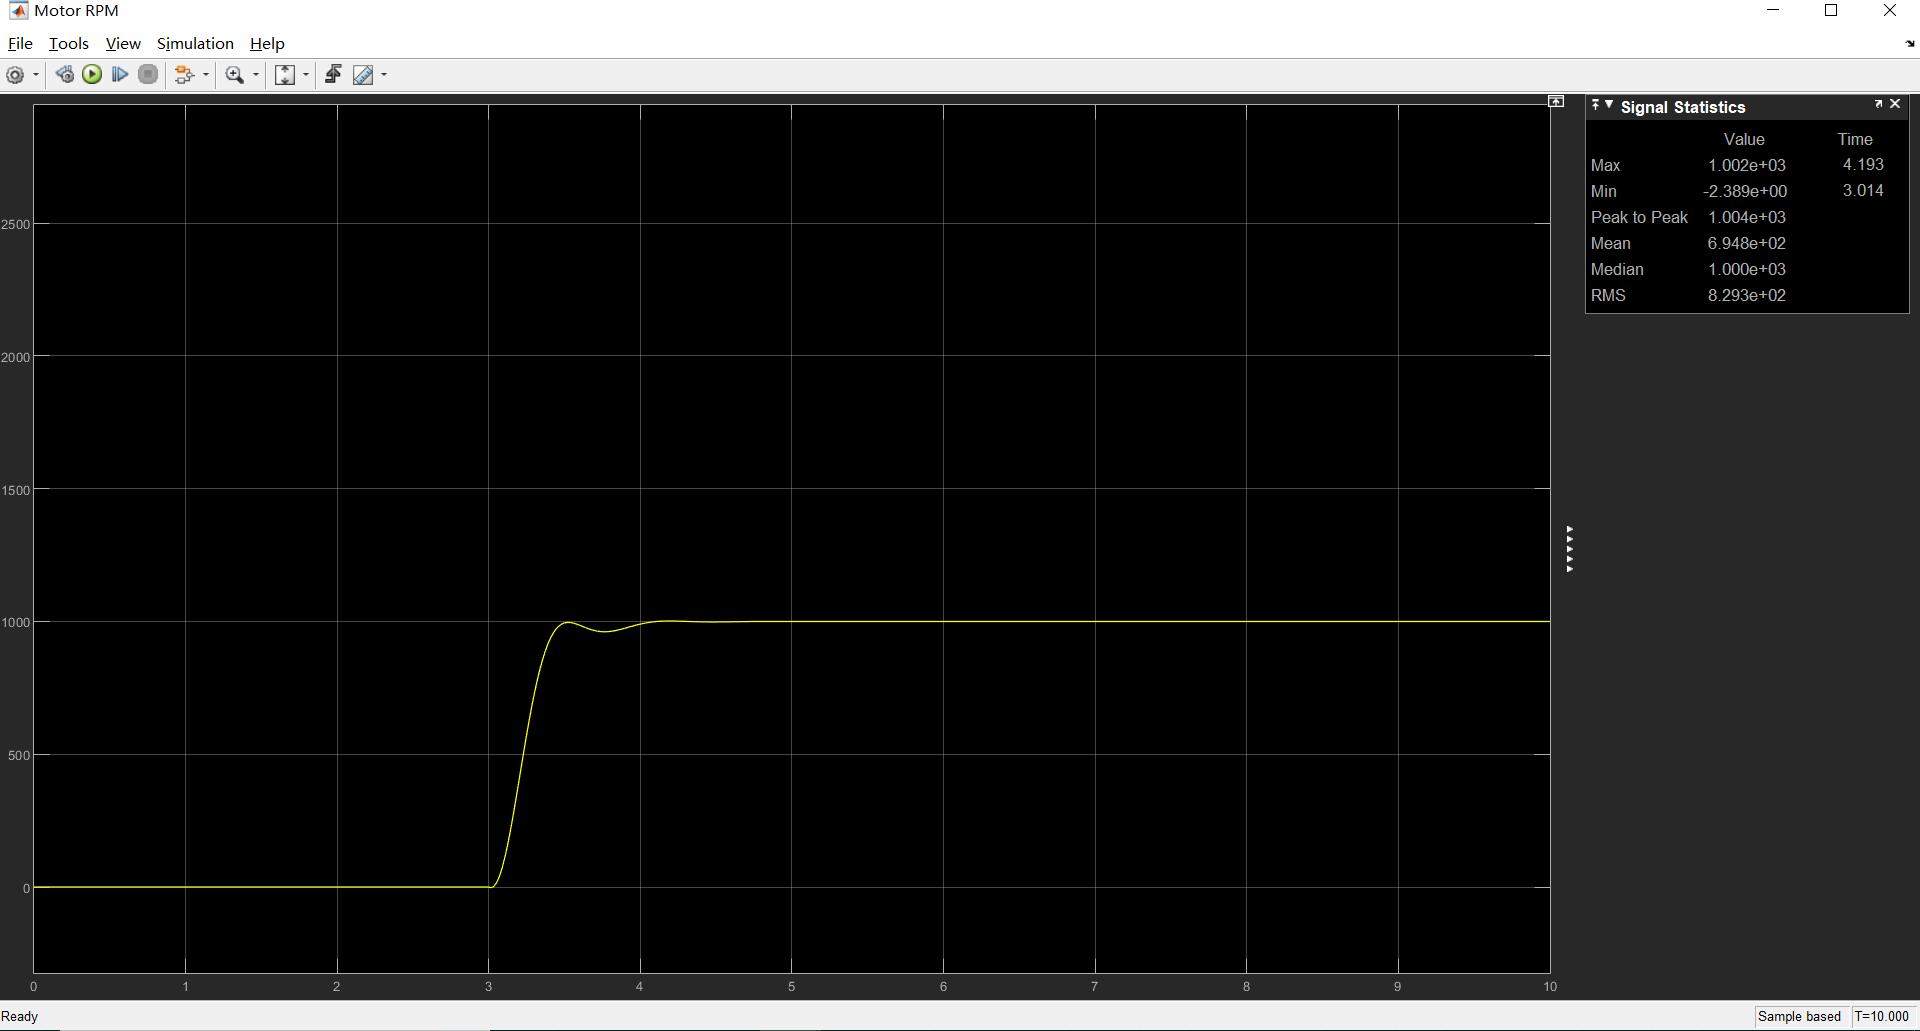 Motor RPM
File Tools View Simulation Help
Signal Statistics
Value Time
Max 1.002e+03 4.193
Min -2.389e+00 3.014
Peak to Peak 1.004e+03
Mean 6.948e+02
Median 1.000e+03
RMS 8.293e+02
2500
2000
1500
1000
500
0
0 1 2 3 4 5 6 7 8 9 10
Ready Sample based T=10.000